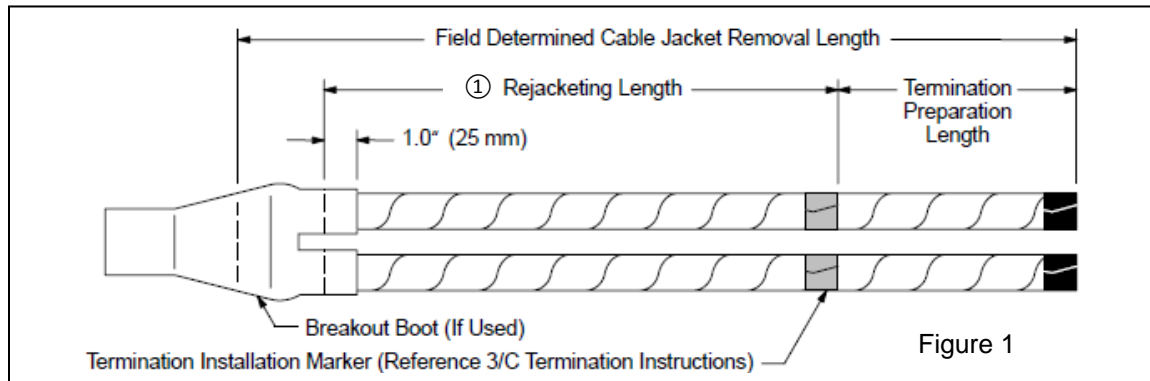 Field Determined Cable Jacket Removal Length
① Rejacketing Length
Termination
Preparation
Length
1.0" (25 mm)
Breakout Boot (If Used)
Termination Installation Marker (Reference 3/C Termination Instructions)
Figure 1